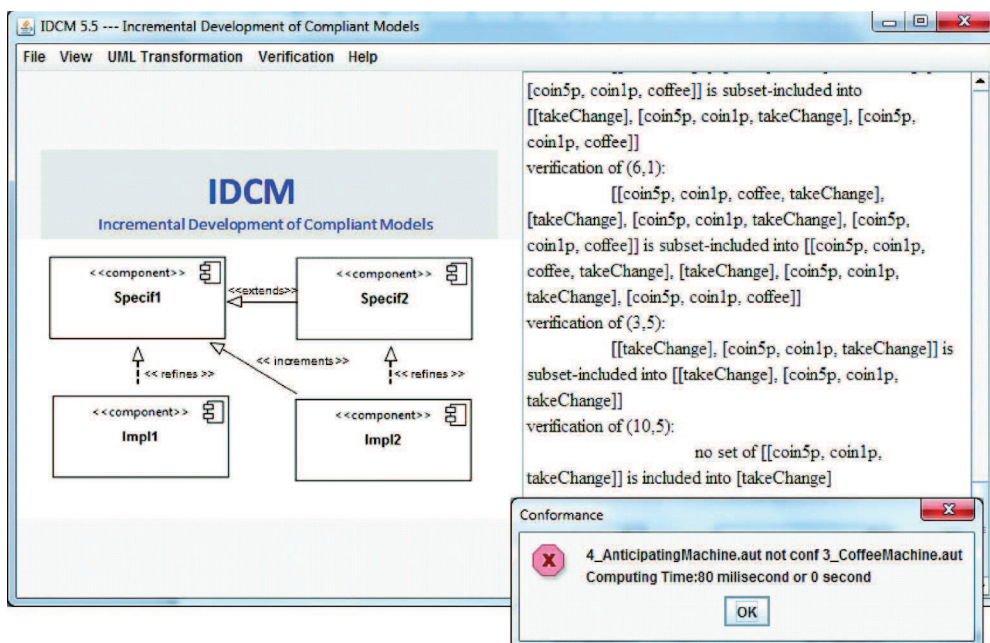 IDCM 5.5 --- Incremental Development of Compliant Models
File View UML Transformation Verification Help
IDCM
Incremental Development of Compliant Models
<<component>>
Specif1
<<extends>>
<<component>>
Specif2
<< refines >>
<< increments >>
<< refines >>
<<component>>
Impl1
<<component>>
Impl2
[coin5p, coin1p, coffee]] is subset-included into
[[takeChange], [coin5p, coin1p, takeChange], [coin5p,
coin1p, coffee]]
verification of (6,1):
[[coin5p, coin1p, coffee, takeChange],
[takeChange], [coin5p, coin1p, takeChange], [coin5p,
coin1p, coffee]] is subset-included into [[coin5p, coin1p,
coffee, takeChange], [takeChange], [coin5p, coin1p,
takeChange], [coin5p, coin1p, coffee]]
verification of (3,5):
[[takeChange], [coin5p, coin1p, takeChange]] is
subset-included into [[takeChange], [coin5p, coin1p,
takeChange]]
verification of (10,5):
no set of [[coin5p, coin1p,
takeChange]] is included into [takeChange]
Conformance
4_AnticipatingMachine.aut not conf 3_CoffeeMachine.aut
Computing Time:80 milisecond or 0 second
OK